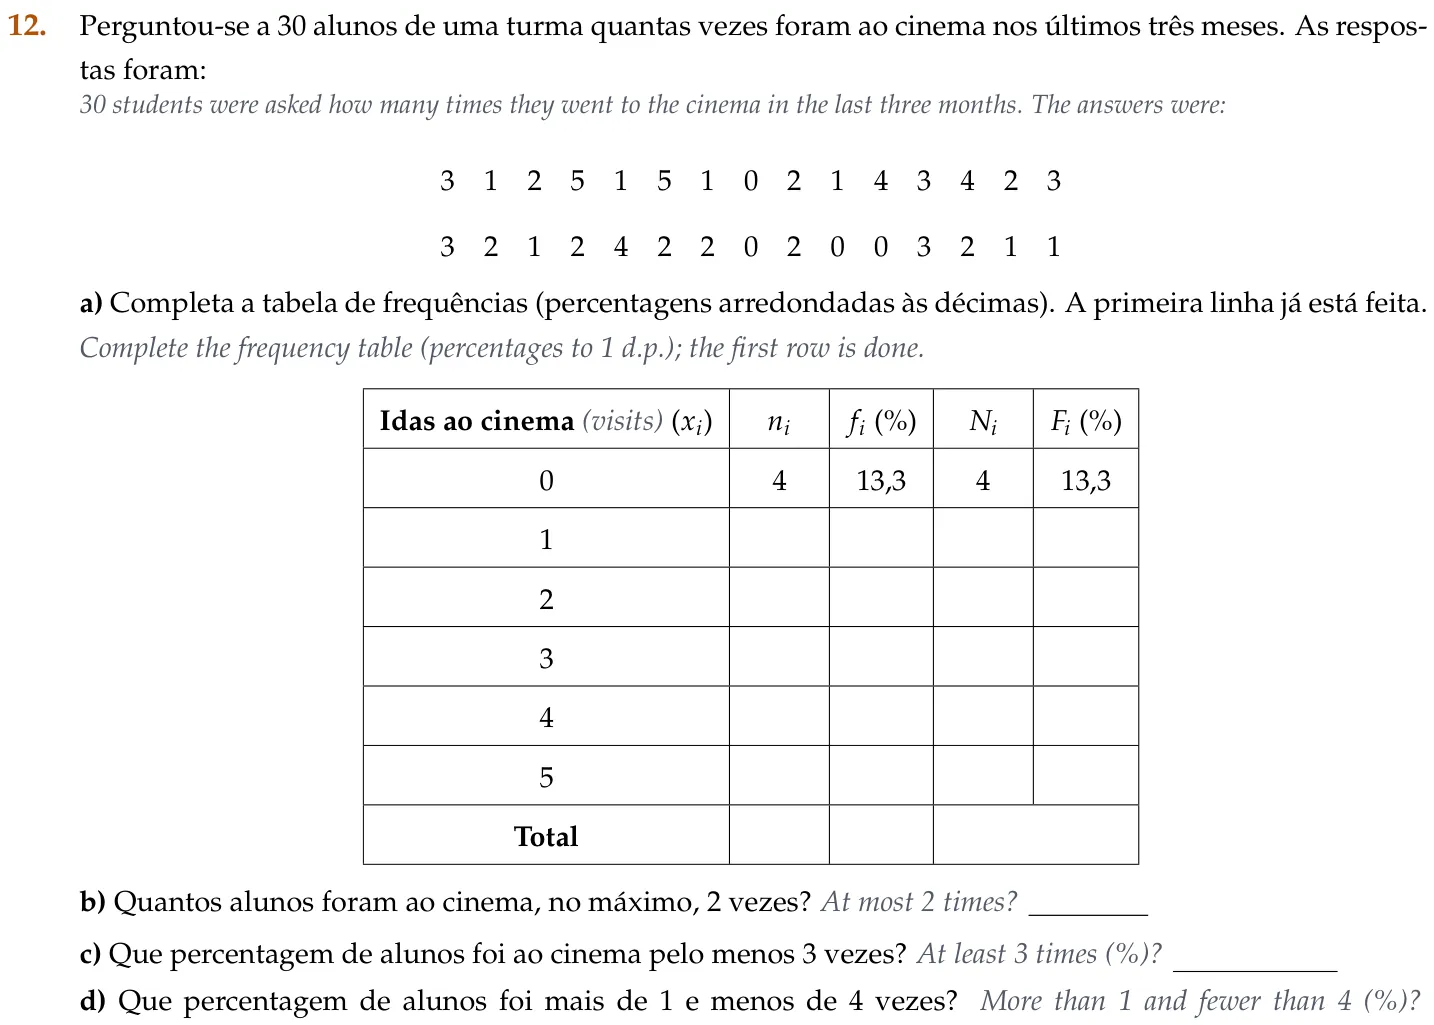 12. Perguntou-se a 30 alunos de uma turma quantas vezes foram ao cinema nos últimos três meses. As respos-
tas foram:
30 students were asked how many times they went to the cinema in the last three months. The answers were:
3 1 2 5 1 5 1 0 2 1 4 3 4 2 3
3 2 1 2 4 2 2 0 2 0 0 3 2 1 1
a) Completa a tabela de frequências (percentagens arredondadas às décimas). A primeira linha já está feita.
Complete the frequency table (percentages to 1 d.p.); the first row is done.
Idas ao cinema (visits) (xᵢ) nᵢ fᵢ (%) Nᵢ Fᵢ (%)
0 4 13,3 4 13,3
1
2
3
4
5
Total
b) Quantos alunos foram ao cinema, no máximo, 2 vezes? At most 2 times?
c) Que percentagem de alunos foi ao cinema pelo menos 3 vezes? At least 3 times (%)?
d) Que percentagem de alunos foi mais de 1 e menos de 4 vezes? More than 1 and fewer than 4 (%)?